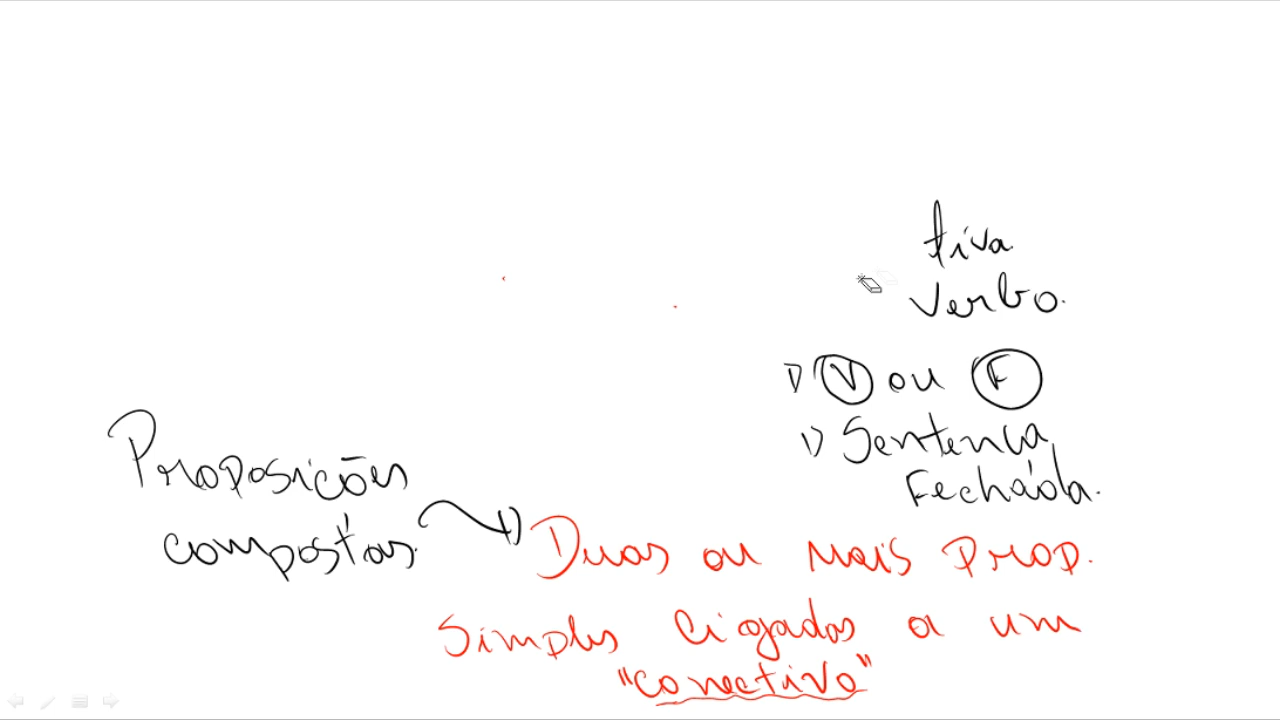 tiva
verbo.
V ou F
Sentença
Fechada.
Proposições
compostas.
Duas ou mais Prop.
Simples Ligadas a um
"conectivo"